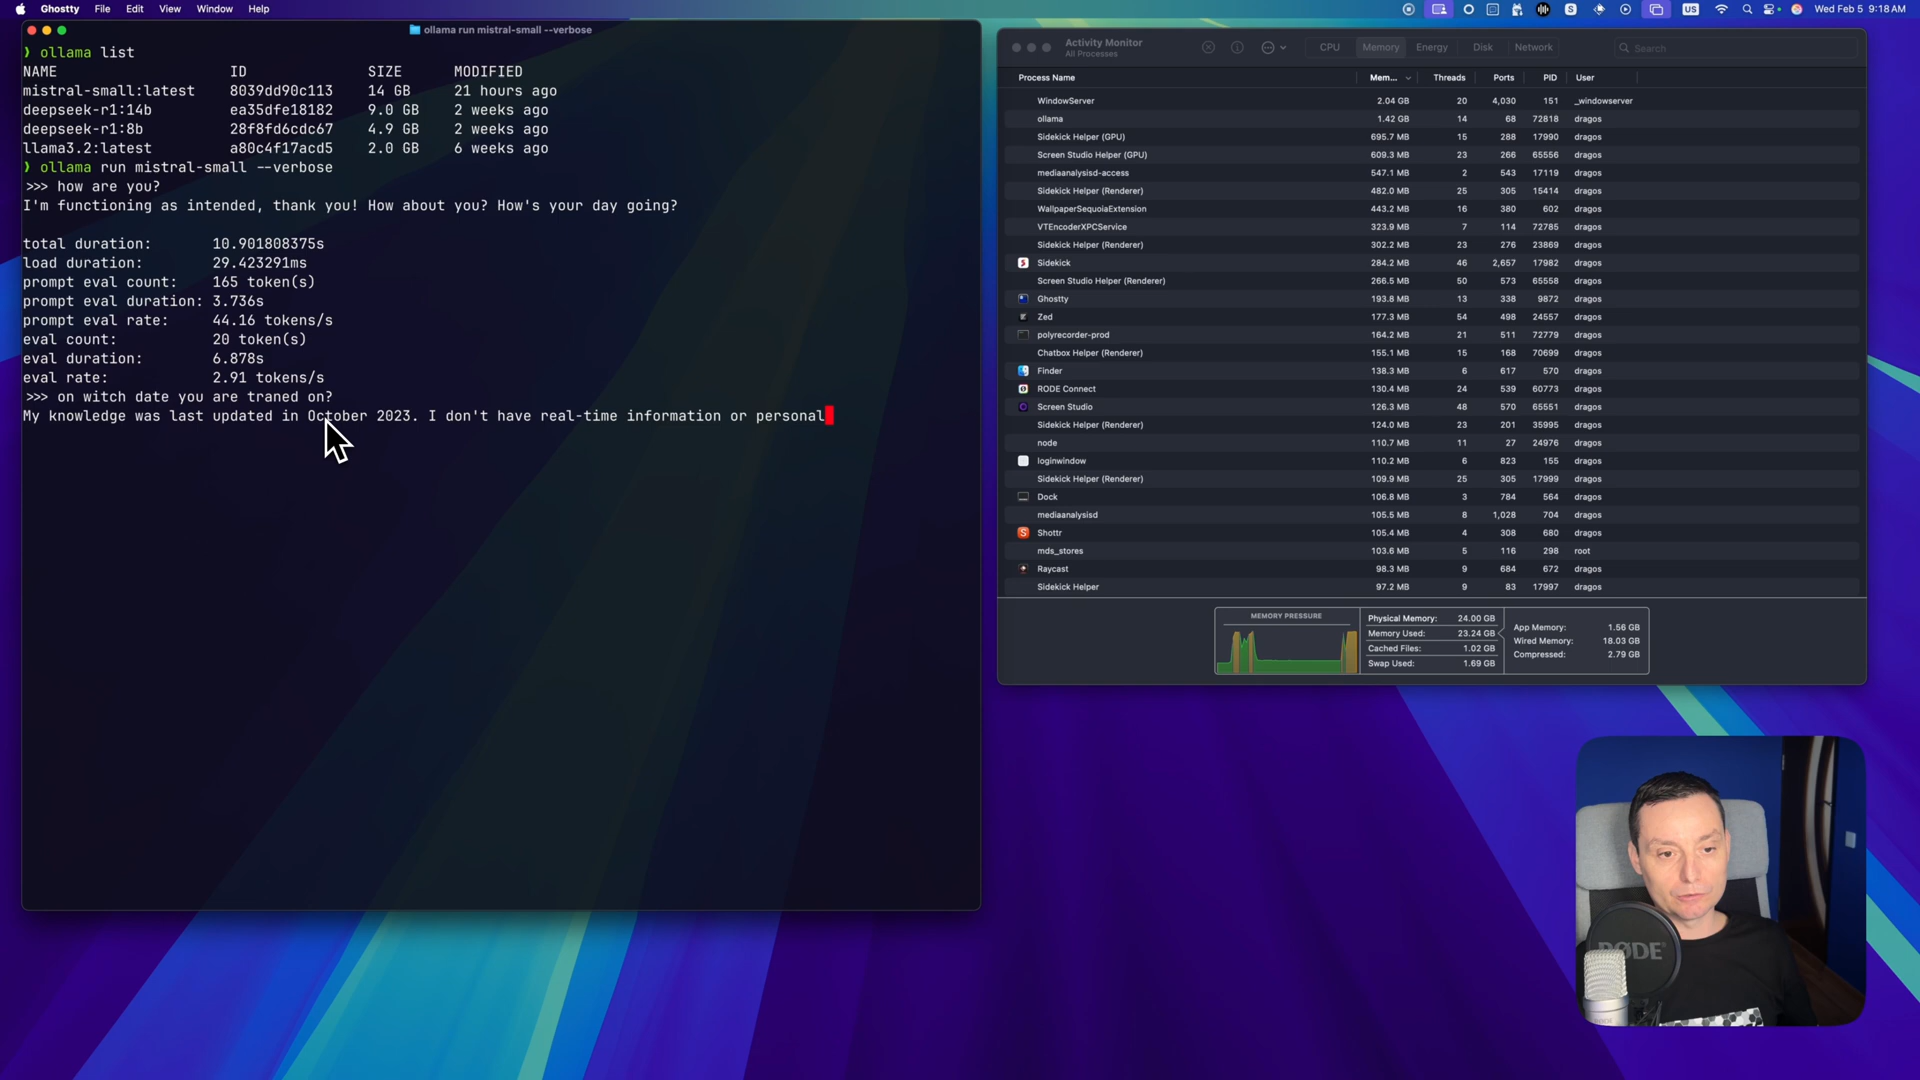 Ghostty File Edit View Window Help
S
US
Wed Feb 5 9:18 AM
ollama run mistral-small --verbose
❯ ollama list
NAME ID SIZE MODIFIED
mistral-small:latest 8039dd90c113 14 GB 21 hours ago
deepseek-r1:14b ea35dfe18182 9.0 GB 2 weeks ago
deepseek-r1:8b 28f8fd6cdc67 4.9 GB 2 weeks ago
llama3.2:latest a80c4f17acd5 2.0 GB 6 weeks ago
❯ ollama run mistral-small --verbose
>>> how are you?
I'm functioning as intended, thank you! How about you? How's your day going?
total duration: 10.901808375s
load duration: 29.423291ms
prompt eval count: 165 token(s)
prompt eval duration: 3.736s
prompt eval rate: 44.16 tokens/s
eval count: 20 token(s)
eval duration: 6.878s
eval rate: 2.91 tokens/s
>>> on witch date you are traned on?
My knowledge was last updated in October 2023. I don't have real-time information or personal
Activity Monitor
All Processes
CPU Memory Energy Disk Network
Search
Process Name Mem... Threads Ports PID User
WindowServer 2.04 GB 20 4,030 151 _windowserver
ollama 1.42 GB 14 68 72818 dragos
Sidekick Helper (GPU) 695.7 MB 15 288 17990 dragos
Screen Studio Helper (GPU) 609.3 MB 23 266 65556 dragos
mediaanalysisd-access 547.1 MB 2 543 17119 dragos
Sidekick Helper (Renderer) 482.0 MB 25 305 15414 dragos
WallpaperSequoiaExtension 443.2 MB 16 380 602 dragos
VTEncoderXPCService 323.9 MB 7 114 72785 dragos
Sidekick Helper (Renderer) 302.2 MB 23 276 23869 dragos
Sidekick 284.2 MB 46 2,657 17982 dragos
Screen Studio Helper (Renderer) 266.5 MB 50 573 65558 dragos
Ghostty 193.8 MB 13 338 9872 dragos
Zed 177.3 MB 54 498 24557 dragos
polyrecorder-prod 164.2 MB 21 511 72779 dragos
Chatbox Helper (Renderer) 155.1 MB 15 168 70699 dragos
Finder 138.3 MB 6 617 570 dragos
RODE Connect 130.4 MB 24 539 60773 dragos
Screen Studio 126.3 MB 48 570 65551 dragos
Sidekick Helper (Renderer) 124.0 MB 23 201 35995 dragos
node 110.7 MB 11 27 24976 dragos
loginwindow 110.2 MB 6 823 155 dragos
Sidekick Helper (Renderer) 109.9 MB 25 305 17999 dragos
Dock 106.8 MB 3 784 564 dragos
mediaanalysisd 105.5 MB 8 1,028 704 dragos
Shottr 105.4 MB 4 308 680 dragos
mds_stores 103.6 MB 5 116 298 root
Raycast 98.3 MB 9 684 672 dragos
Sidekick Helper 97.2 MB 9 83 17997 dragos
MEMORY PRESSURE
Physical Memory: 24.00 GB
Memory Used: 23.24 GB
Cached Files: 1.02 GB
Swap Used: 1.69 GB
App Memory: 1.56 GB
Wired Memory: 18.03 GB
Compressed: 2.79 GB
RØDE